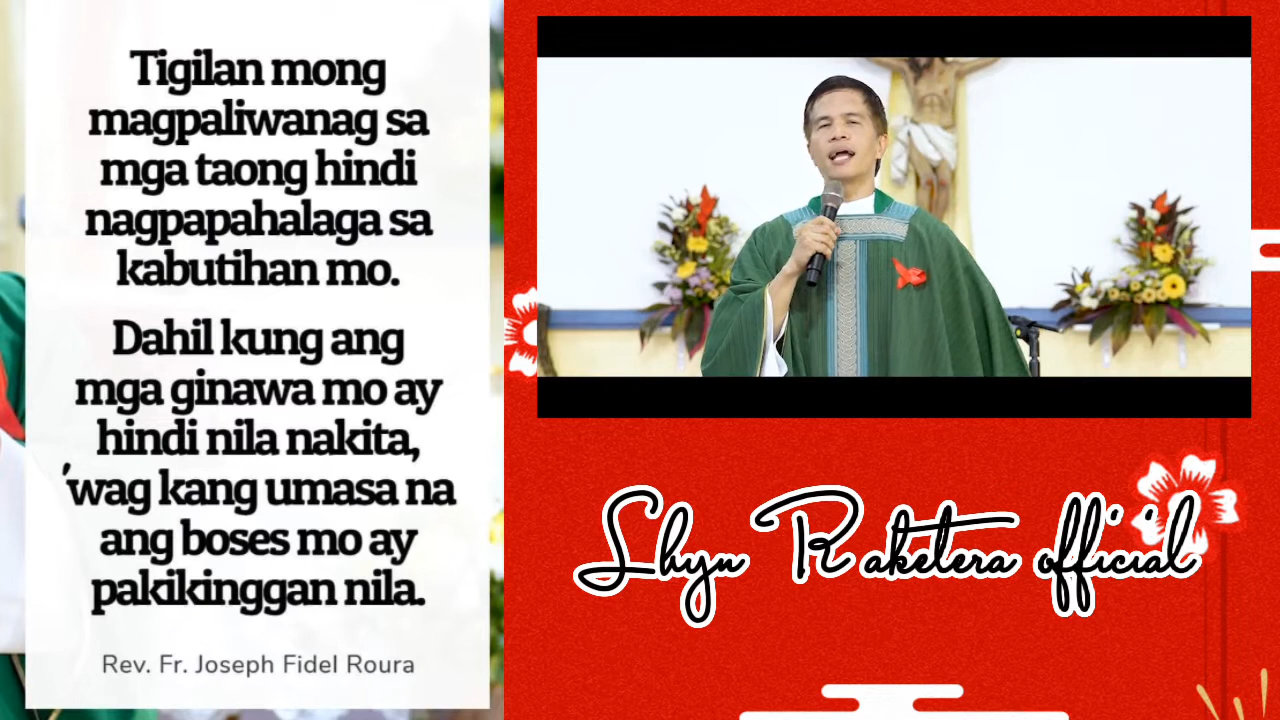 Tigilan mong
magpaliwanag sa
mga taong hindi
nagpapahalaga sa
kabutihan mo.
Dahil kung ang
mga ginawa mo ay
hindi nila nakita,
'wag kang umasa na
ang boses mo ay
pakikinggan nila.
Rev. Fr. Joseph Fidel Roura
Lhyn Raketera official